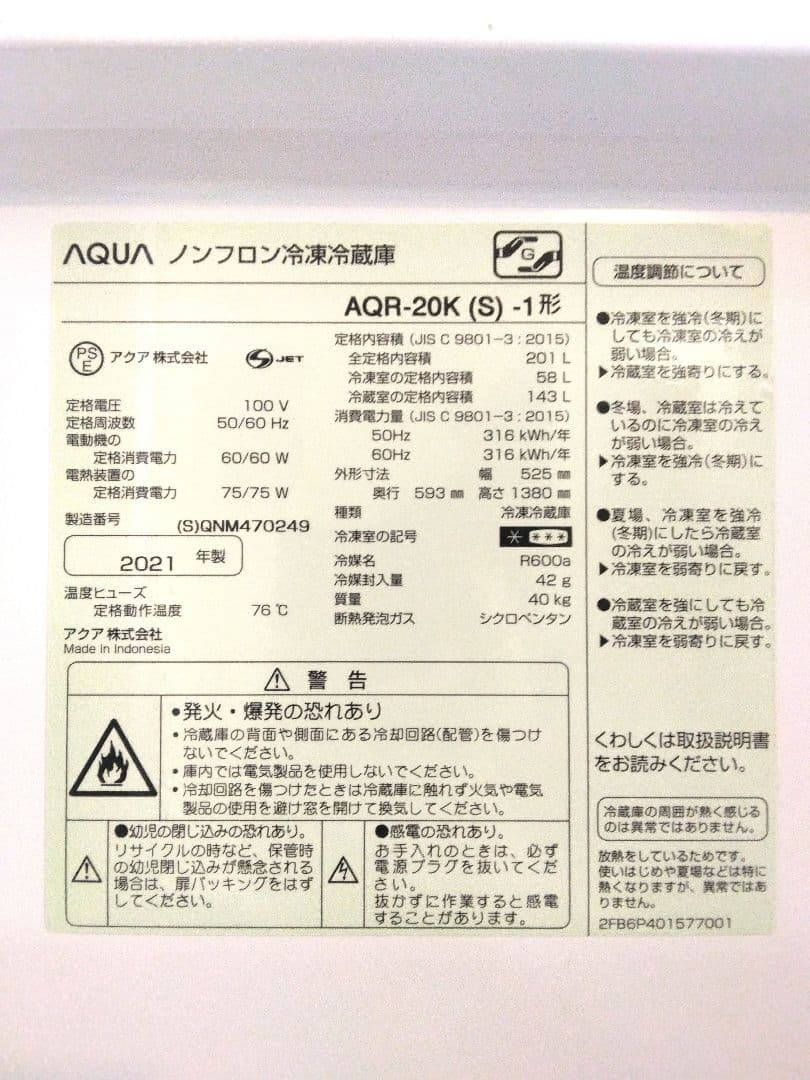 AQUA ノンフロン冷凍冷蔵庫
G
AQR-20K (S) -1形
PS
E
アクア 株式会社
S JET
定格電圧 100 V
定格周波数 50/60 Hz
電動機の
定格消費電力 60/60 W
電熱装置の
定格消費電力 75/75 W
製造番号
(S)QNM470249
2021 年製
温度ヒューズ
定格動作温度 76 ℃
アクア 株式会社
Made in Indonesia
定格内容積 (JIS C 9801-3 : 2015)
全定格内容積 201 L
冷凍室の定格内容積 58 L
冷蔵室の定格内容積 143 L
消費電力量 (JIS C 9801-3 : 2015)
50Hz 316 kWh/年
60Hz 316 kWh/年
外形寸法 幅 525 ㎜
奥行 593 ㎜ 高さ 1380 ㎜
種類 冷凍冷蔵庫
冷凍室の記号
冷媒名 R600a
冷媒封入量 42 g
質量 40 kg
断熱発泡ガス シクロペンタン
⚠ 警 告
●発火・爆発の恐れあり
・冷蔵庫の背面や側面にある冷却回路(配管)を傷つけ
ないでください。
・庫内では電気製品を使用しないでください。
・冷却回路を傷つけたときは冷蔵庫に触れず火気や電気
製品の使用を避け窓を開けて換気してください。
●幼児の閉じ込みの恐れあり。
リサイクルの時など、保管時
の幼児閉じ込みが懸念される
場合は、扉パッキングをはず
してください。
●感電の恐れあり。
お手入れのときは、必ず
電源プラグを抜いてくだ
さい。
抜かずに作業すると感電
することがあります。
温度調節について
●冷凍室を強冷(冬期)に
しても冷凍室の冷えが
弱い場合。
▶冷蔵室を強寄りにする。
●冬場、冷蔵室は冷えて
いるのに冷凍室の冷え
が弱い場合。
▶冷凍室を強冷(冬期)に
する。
●夏場、冷凍室を強冷
(冬期)にしたら冷蔵室
の冷えが弱い場合。
▶冷凍室を弱寄りに戻す。
●冷蔵室を強にしても冷
蔵室の冷えが弱い場合。
▶冷凍室を弱寄りに戻す。
くわしくは取扱説明書
をお読みください。
冷蔵庫の周囲が熱く感じる
のは異常ではありません。
放熱をしているためです。
使いはじめや夏場などは特に
熱くなりますが、異常ではあ
りません。
2FB6P401577001